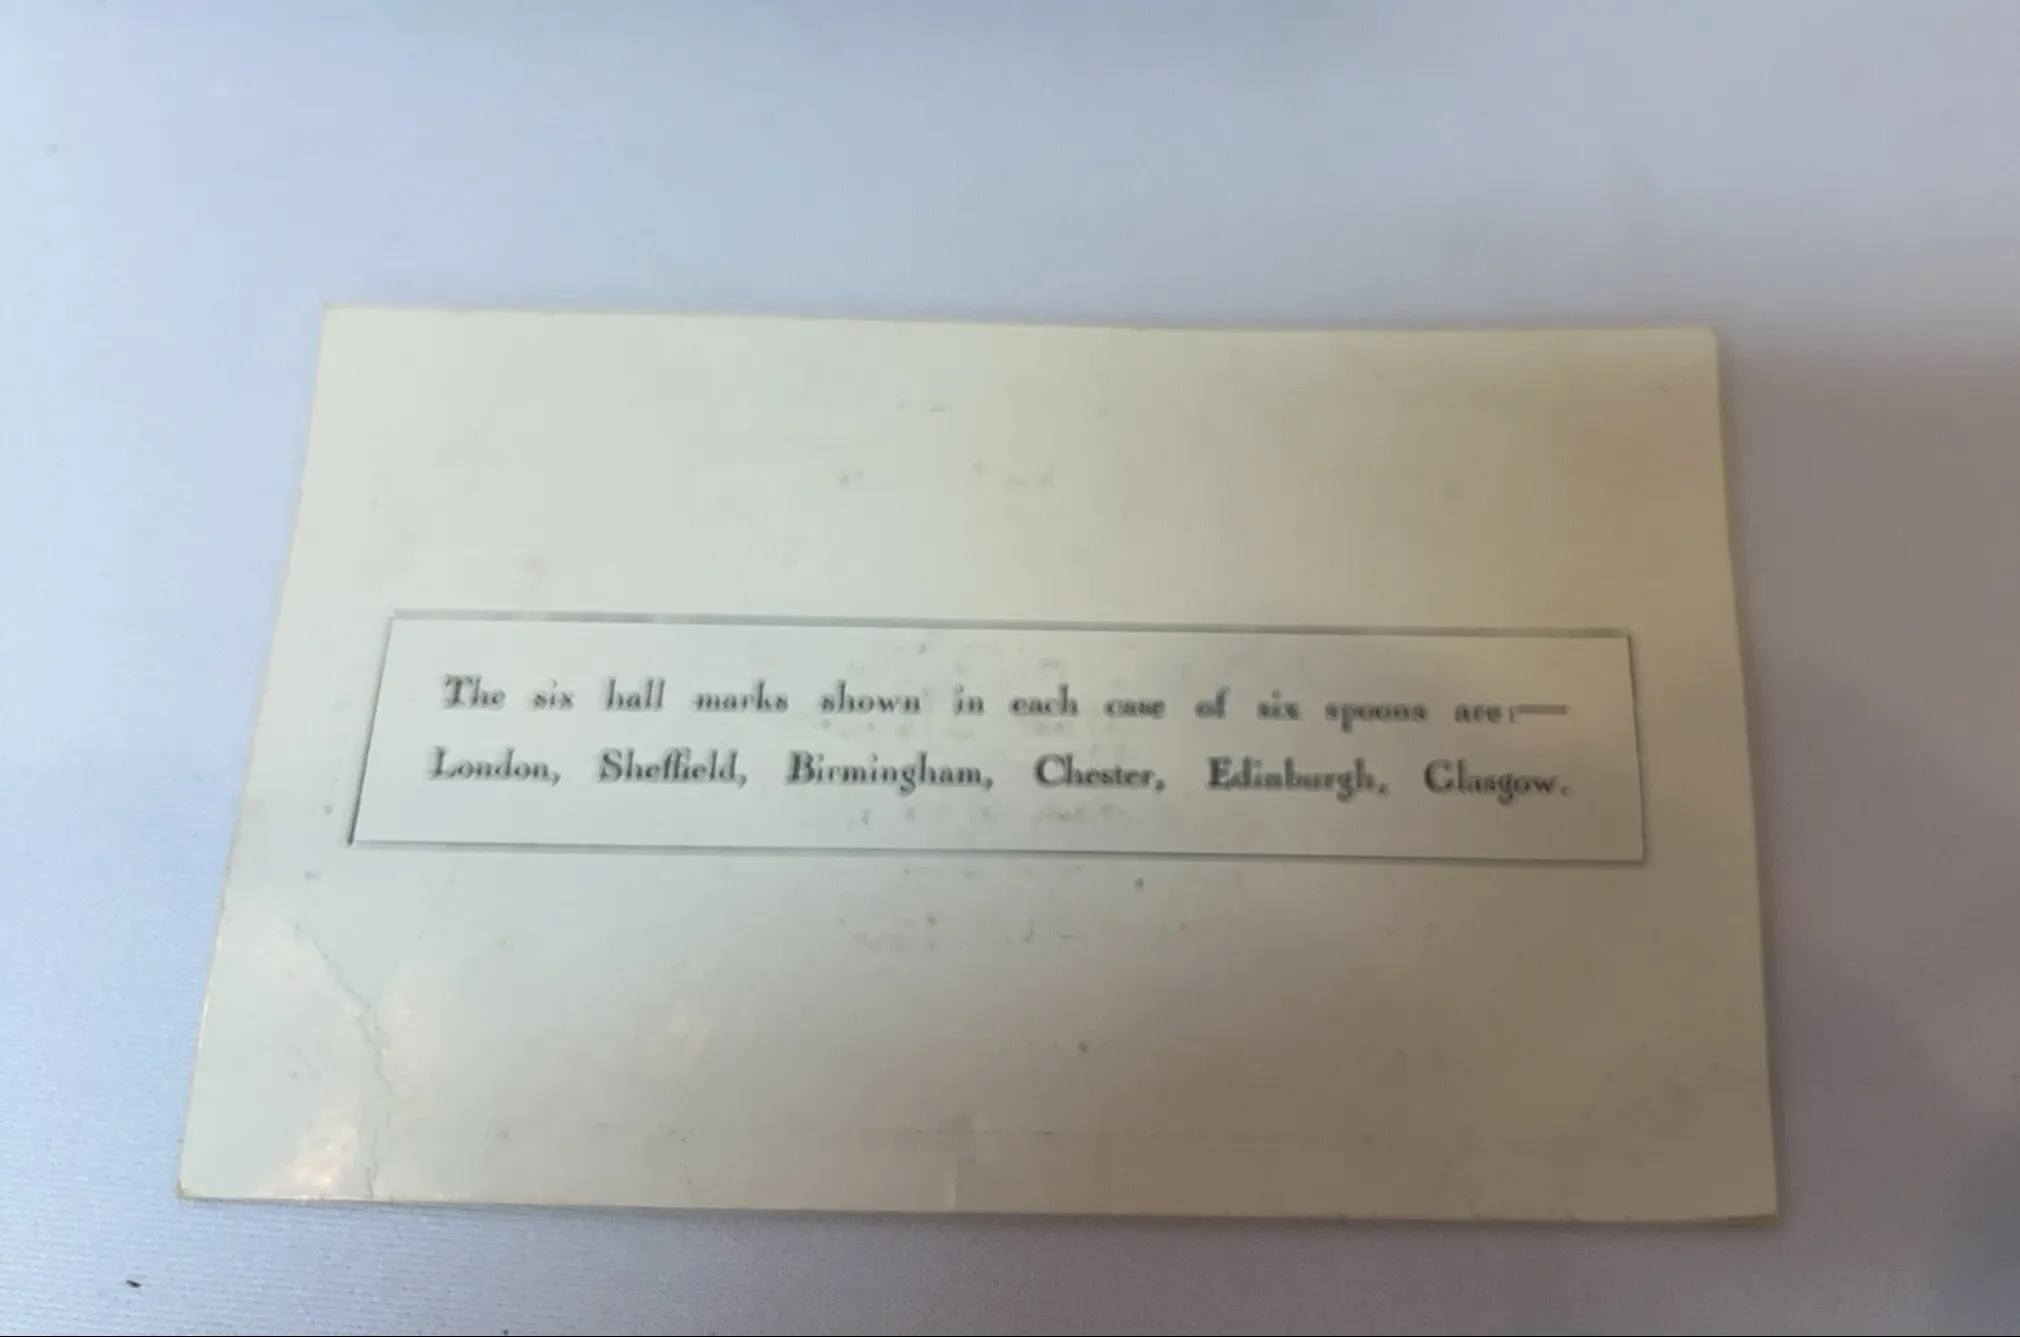 The six hall marks shown in each case of six spoons are:—
London, Sheffield, Birmingham, Chester, Edinburgh, Glasgow.